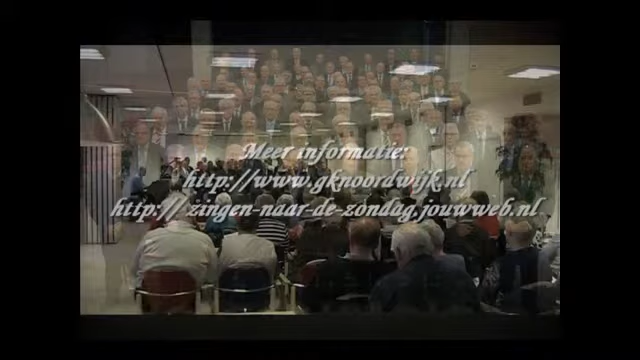 Meer informatie:
http://www.gknoordwijk.nl
http:// zingen-naar-de-zondag.jouwweb.nl